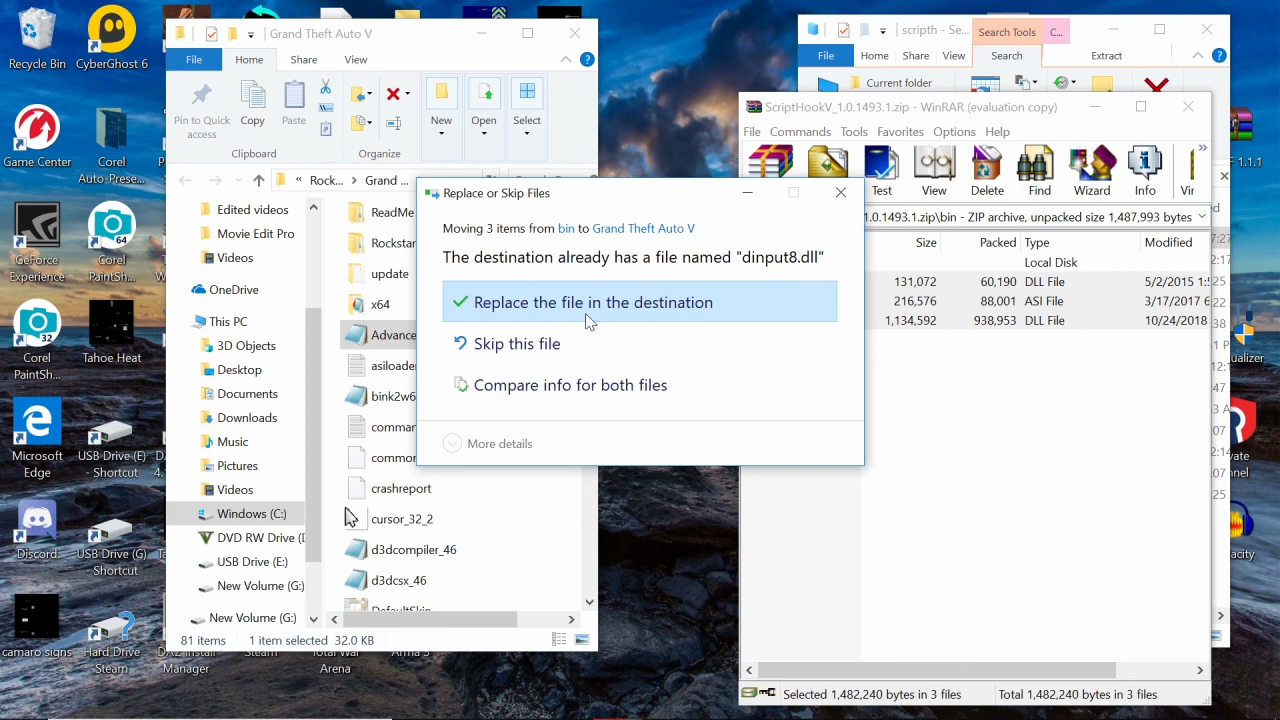 Recycle Bin
CyberGhost 6
Game Center
Corel
Auto-Prese...
GeForce
Experience
Corel
PaintSh...
Corel
PaintSh...
Tahoe Heat
Microsoft
Edge
USB Drive (E)
- Shortcut
Discord
USB Drive (G)
Shortcut
camaro signs
Hard Drive
Steam
DAZ Install
Manager
Steam
Total War
Arena
Arma 3
Grand Theft Auto V
File
Home
Share
View
Pin to Quick
access
Copy
Paste
New
Open
Select
Clipboard
Organize
« Rock... > Grand ...
Edited videos
Movie Edit Pro
Videos
OneDrive
This PC
3D Objects
Desktop
Documents
Downloads
Music
Pictures
Videos
Windows (C:)
DVD RW Drive (D
USB Drive (E:)
New Volume (G:)
New Volume (G:)
ReadMe
Rockstar
update
x64
Advance
asiloade
bink2w6
comman
common
crashreport
cursor_32_2
d3dcompiler_46
d3dcsx_46
DefaultSkin
81 items
1 item selected 32.0 KB
Replace or Skip Files
Moving 3 items from bin to Grand Theft Auto V
The destination already has a file named "dinput8.dll"
Replace the file in the destination
Skip this file
Compare info for both files
More details
scripth - Se...
Search Tools
C...
File
Home
Share
View
Search
Extract
Current folder
ScriptHookV_1.0.1493.1.zip - WinRAR (evaluation copy)
File Commands Tools Favorites Options Help
Test
View
Delete
Find
Wizard
Info
Vir
1.0.1493.1.zip\bin - ZIP archive, unpacked size 1,487,993 bytes
Size Packed Type Modified
Local Disk
131,072 60,190 DLL File 5/2/2015 1:5
216,576 88,001 ASI File 3/17/2017 6
1,134,592 938,953 DLL File 10/24/2018
Selected 1,482,240 bytes in 3 files
Total 1,482,240 bytes in 3 files